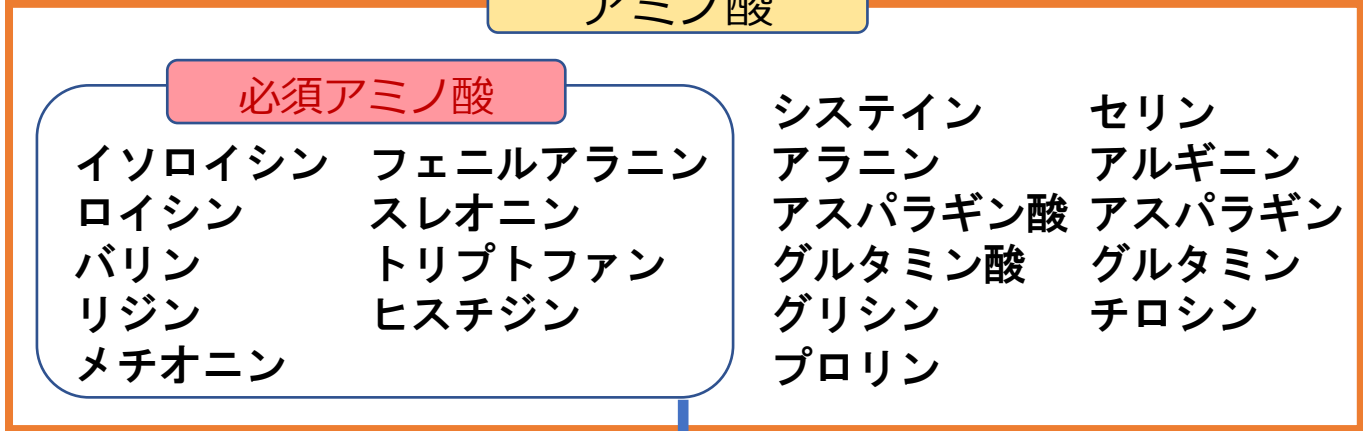 アミノ酸
必須アミノ酸
イソロイシン フェニルアラニン
ロイシン スレオニン
バリン トリプトファン
リジン ヒスチジン
メチオニン
システイン セリン
アラニン アルギニン
アスパラギン酸 アスパラギン
グルタミン酸 グルタミン
グリシン チロシン
プロリン